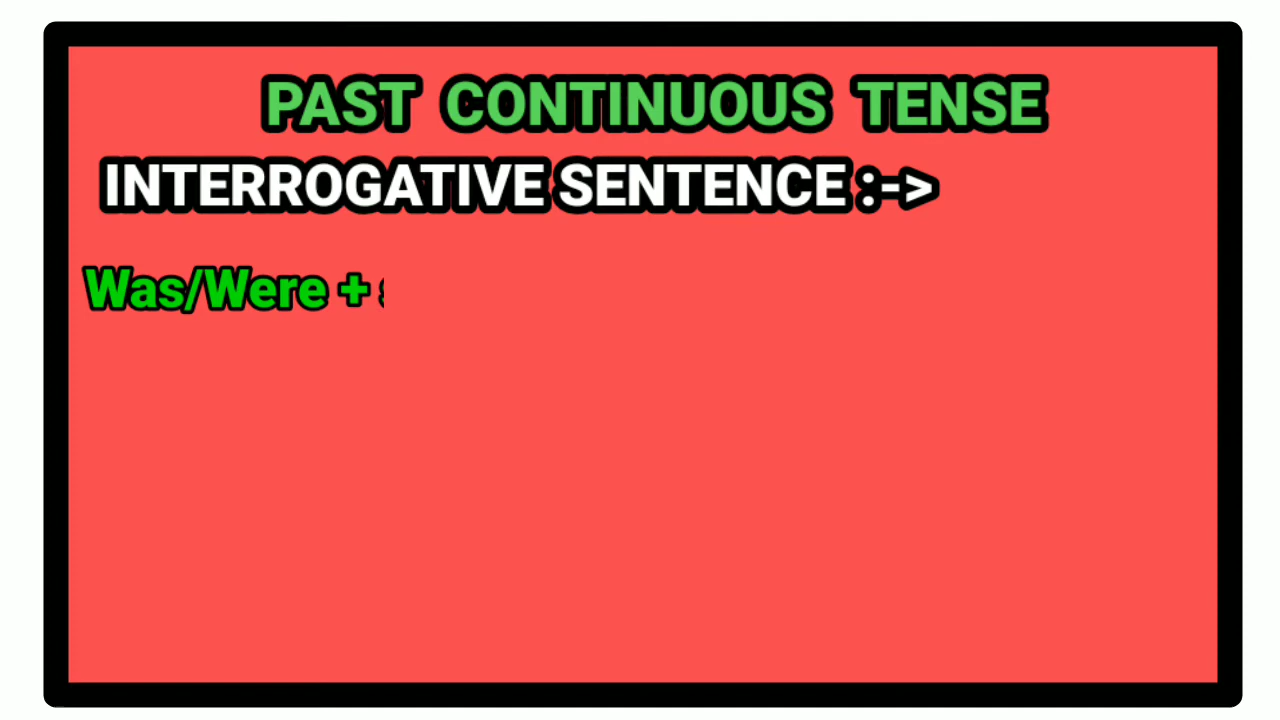 PAST CONTINUOUS TENSE
INTERROGATIVE SENTENCE :->
Was/Were +